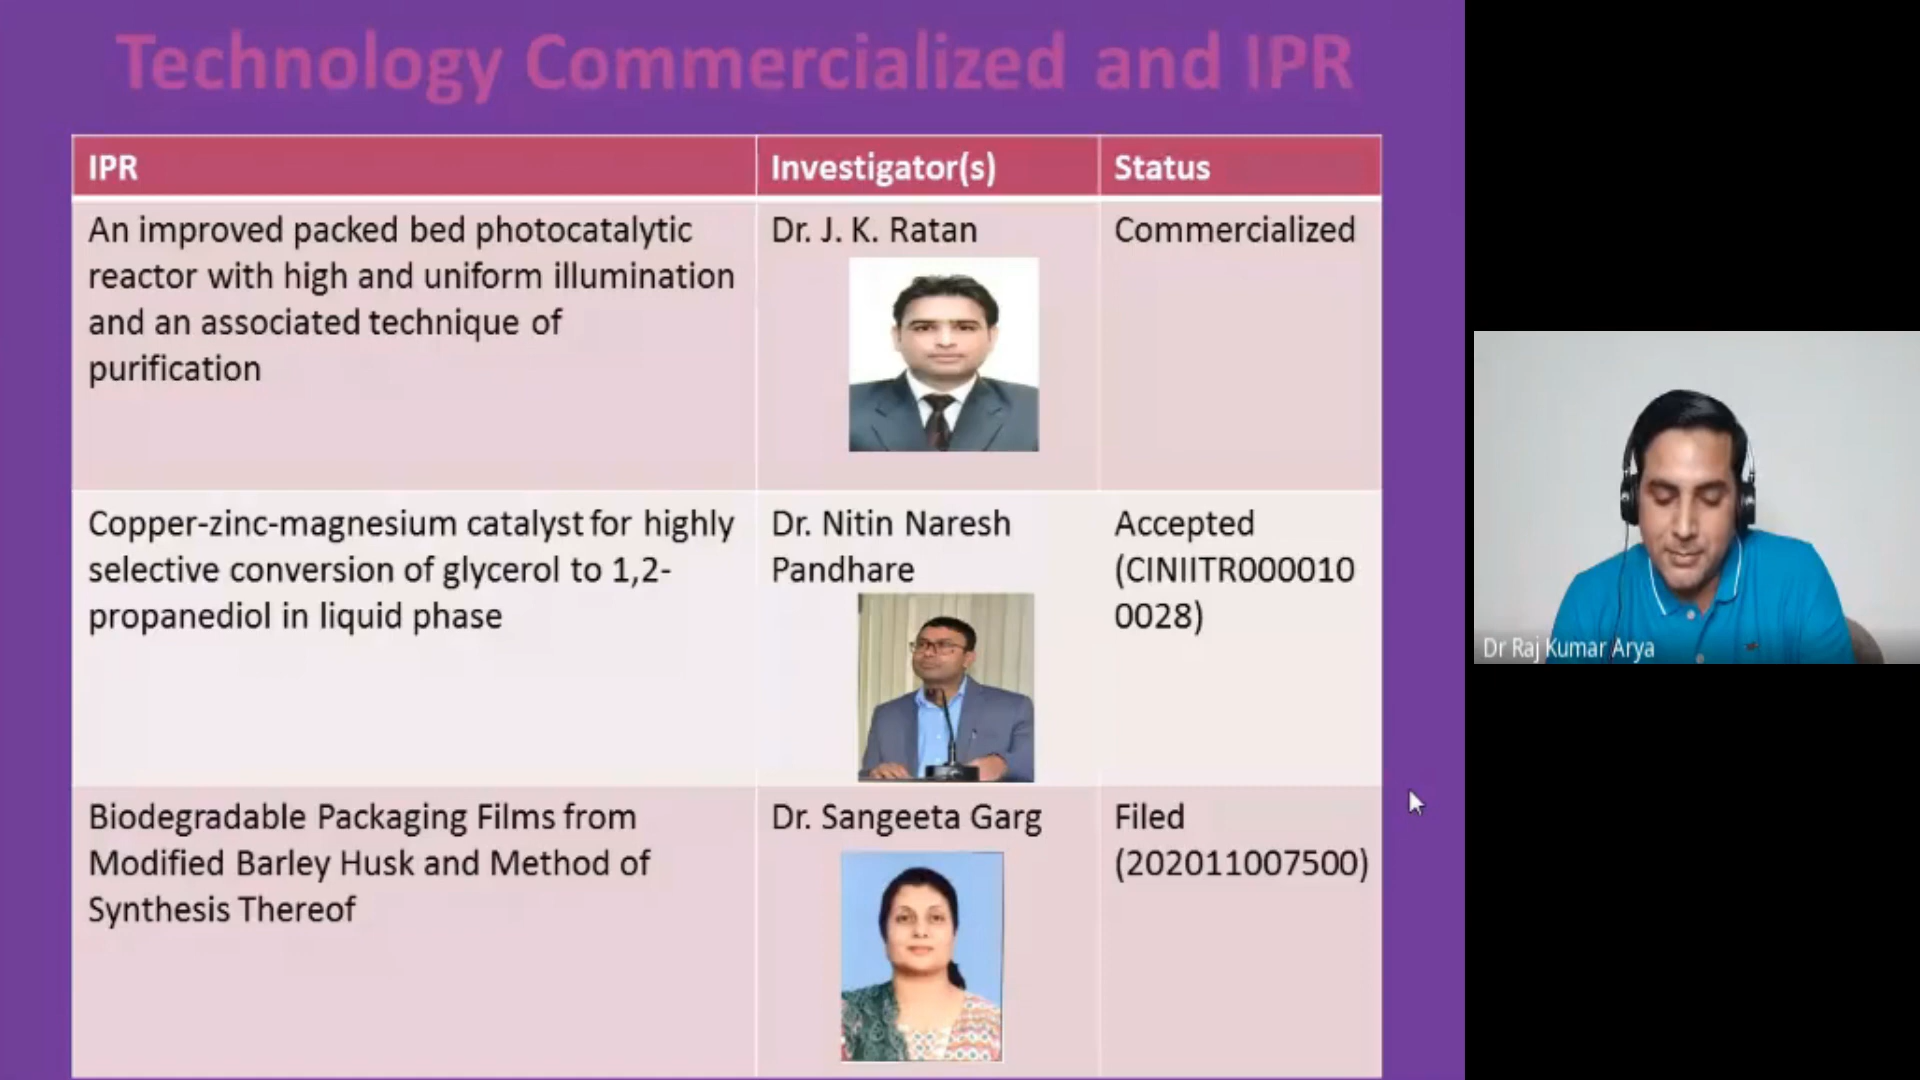 Technology Commercialized and IPR
IPR
Investigator(s)
Status
An improved packed bed photocatalytic
reactor with high and uniform illumination
and an associated technique of
purification
Dr. J. K. Ratan
Commercialized
Copper-zinc-magnesium catalyst for highly
selective conversion of glycerol to 1,2-
propanediol in liquid phase
Dr. Nitin Naresh
Pandhare
Accepted
(CINIITR000010
0028)
Biodegradable Packaging Films from
Modified Barley Husk and Method of
Synthesis Thereof
Dr. Sangeeta Garg
Filed
(202011007500)
Dr Raj Kumar Arya